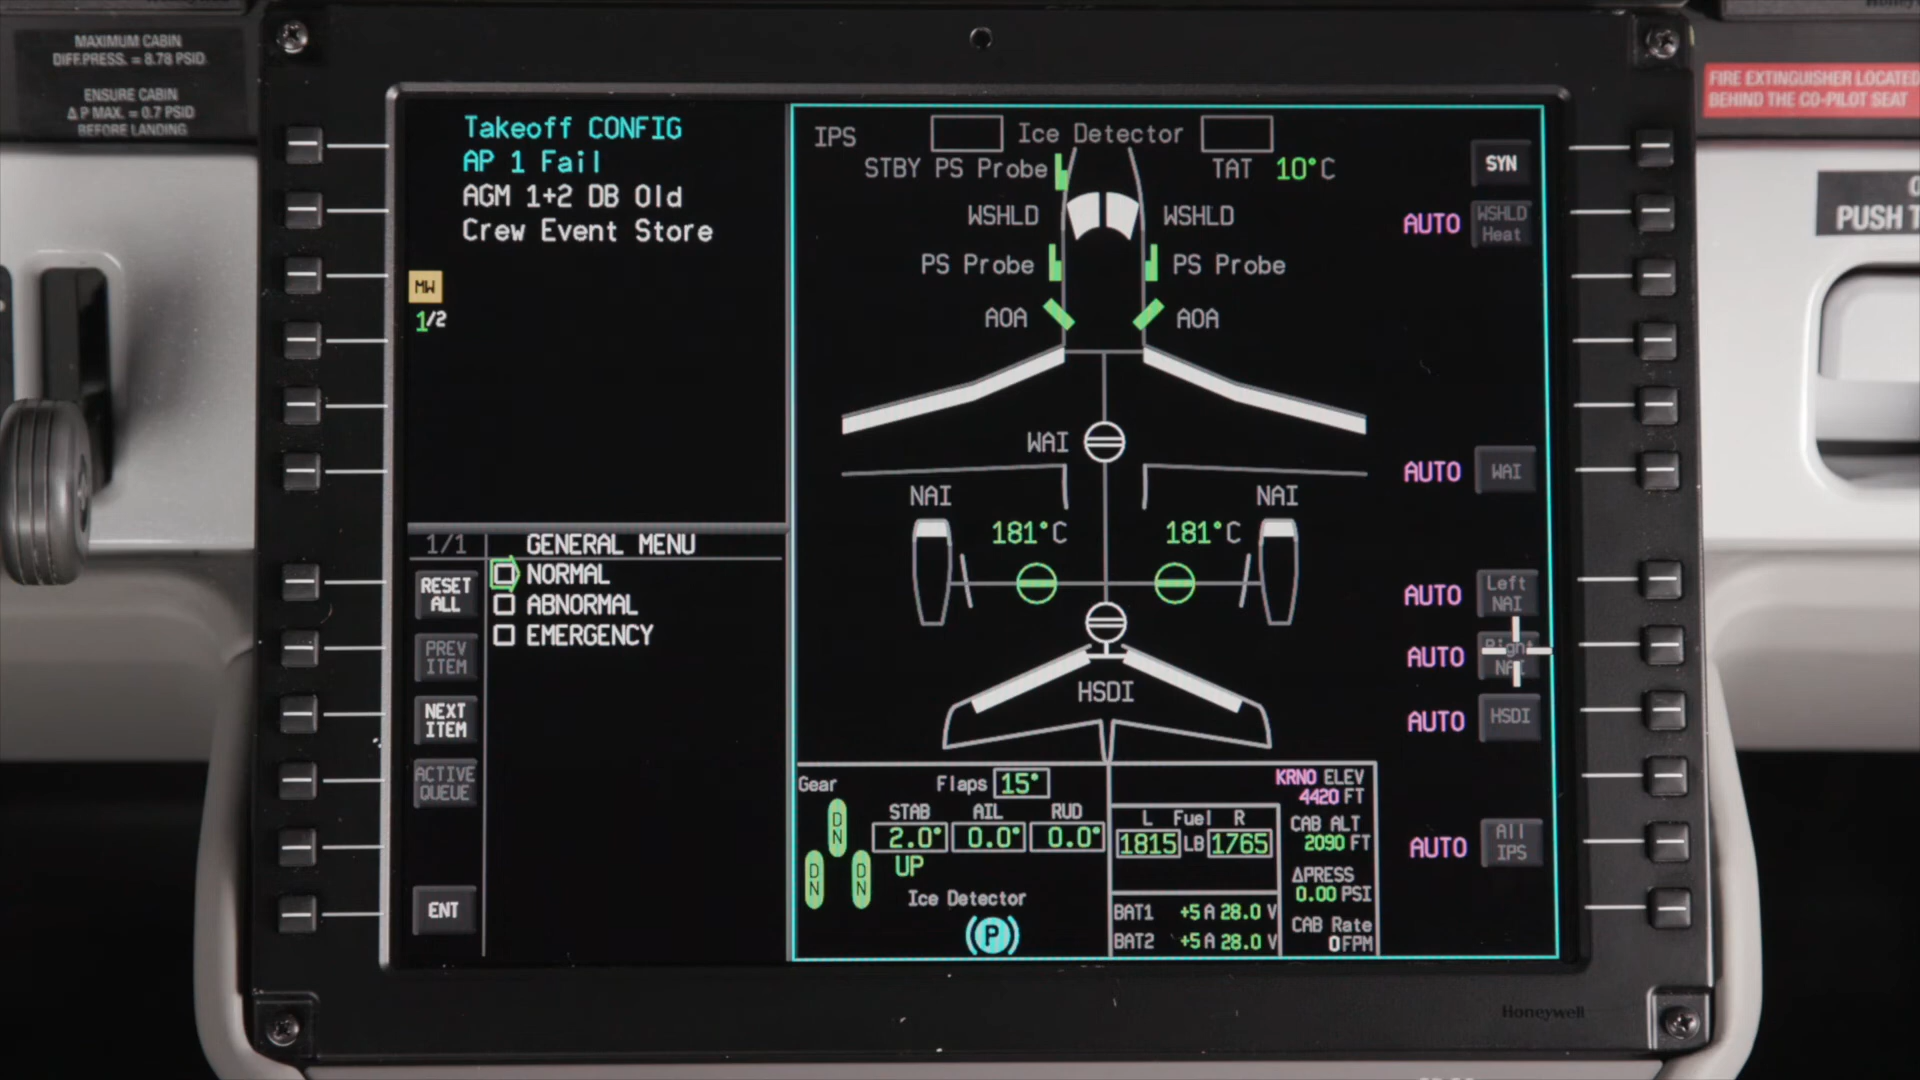 MAXIMUM CABIN
DIFF.PRESS. = 8.78 PSID
ENSURE CABIN
Δ P MAX. = 0.7 PSID
BEFORE LANDING
FIRE EXTINGUISHER LOCATED
BEHIND THE CO-PILOT SEAT
PUSH T
Takeoff CONFIG
AP 1 Fail
AGM 1+2 DB Old
Crew Event Store
MW
1/2
1/1 GENERAL MENU
NORMAL
ABNORMAL
EMERGENCY
RESET
ALL
PREV
ITEM
NEXT
ITEM
ACTIVE
QUEUE
ENT
IPS Ice Detector
STBY PS Probe TAT 10°C
WSHLD WSHLD
PS Probe PS Probe
AOA AOA
WAI
NAI NAI
181°C 181°C
HSDI
SYN
AUTO WSHLD
Heat
AUTO WAI
AUTO Left
NAI
AUTO Right
NAI
AUTO HSDI
AUTO All
IPS
Gear Flaps 15°
STAB AIL RUD
2.0° 0.0° 0.0°
UP
DN
DN DN
Ice Detector
(P)
L Fuel R
1815 LB 1765
BAT1 +5 A 28.0 V
BAT2 +5 A 28.0 V
KRNO ELEV
4420 FT
CAB ALT
2090 FT
ΔPRESS
0.00 PSI
CAB Rate
0FPM
Honeywell